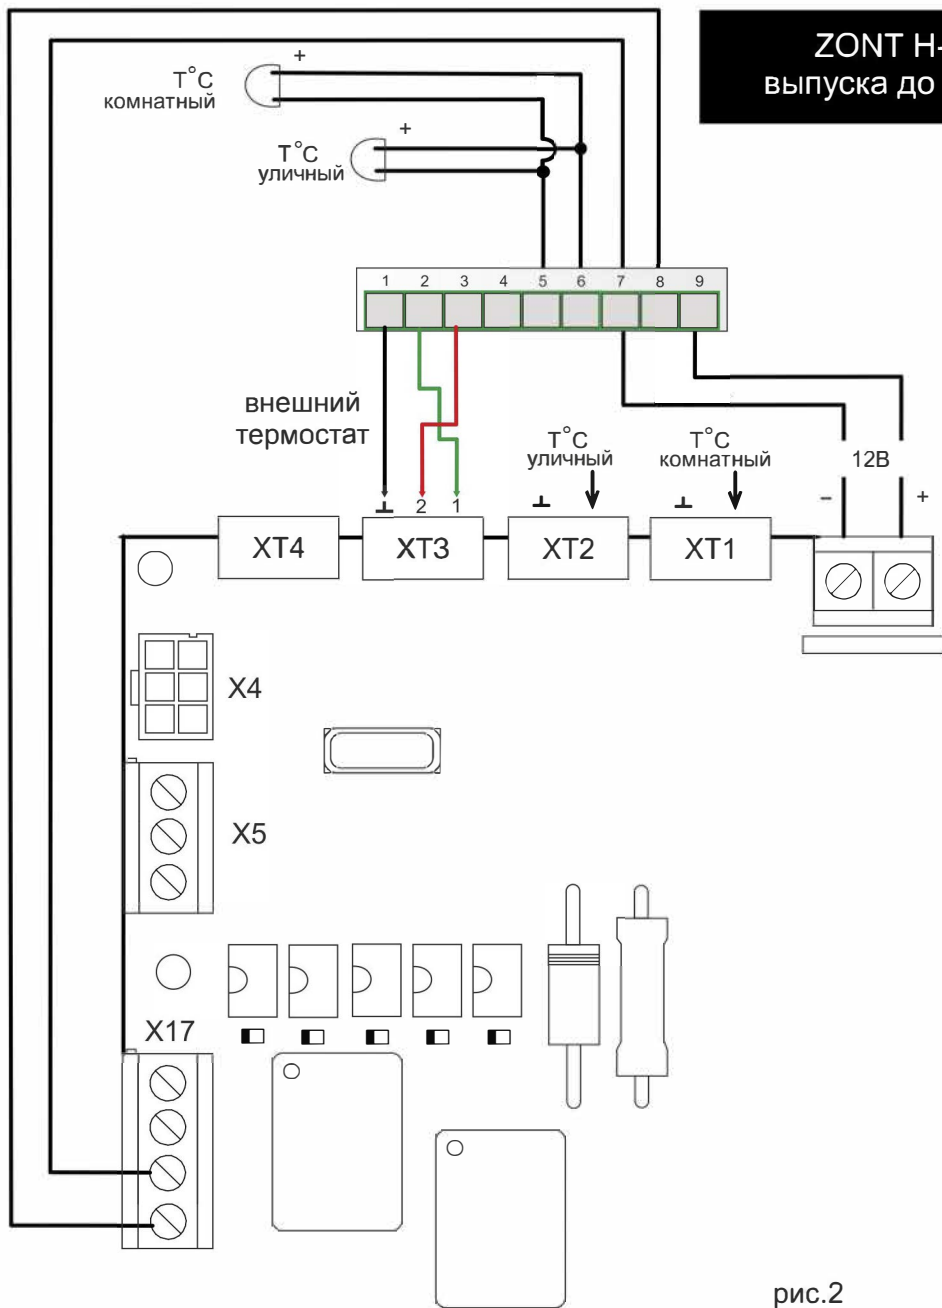 ZONT H-
выпуска до
+
T°C
комнатный
+
T°C
уличный
1 2 3 4 5 6 7 8 9
внешний
термостат
T°C
уличный
T°C
комнатный
12В
– +
2 1
XT4 XT3 XT2 XT1
X4
X5
X17
рис.2